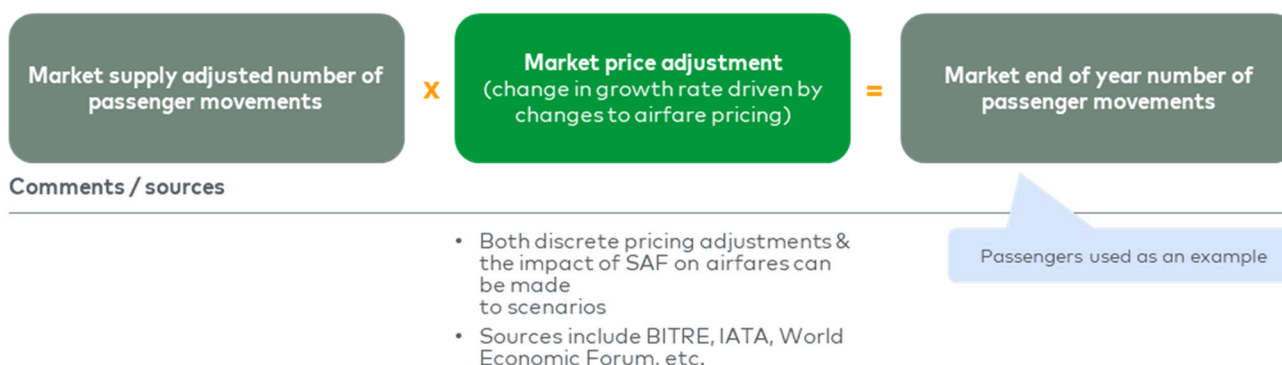 Market supply adjusted number of
passenger movements
x
Market price adjustment
(change in growth rate driven by
changes to airfare pricing)
=
Market end of year number of
passenger movements
Comments / sources
• Both discrete pricing adjustments &
the impact of SAF on airfares can
be made
to scenarios
• Sources include BITRE, IATA, World
Economic Forum, etc.
Passengers used as an example